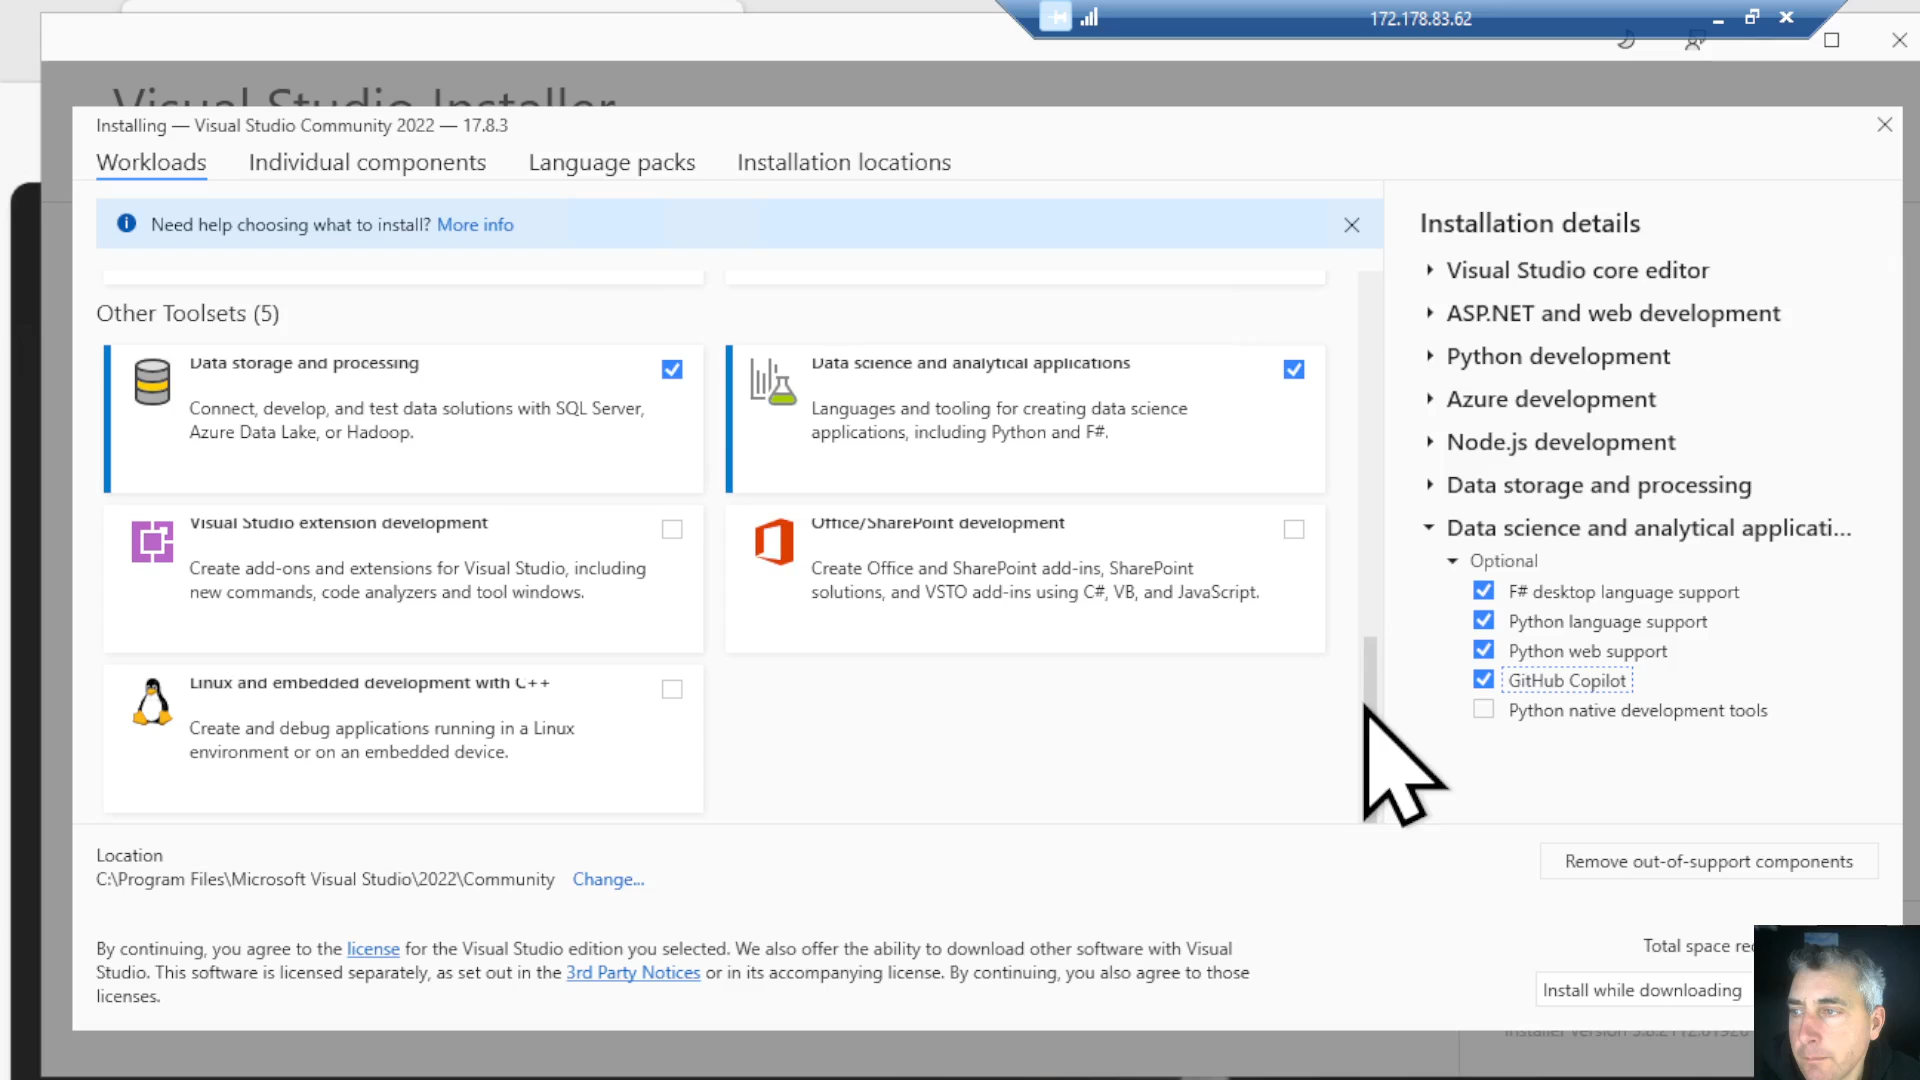 172.178.83.62
Visual Studio Installer
Installing — Visual Studio Community 2022 — 17.8.3
Workloads
Individual components
Language packs
Installation locations
Need help choosing what to install? More info
Other Toolsets (5)
Data storage and processing
Connect, develop, and test data solutions with SQL Server,
Azure Data Lake, or Hadoop.
Data science and analytical applications
Languages and tooling for creating data science
applications, including Python and F#.
Visual Studio extension development
Create add-ons and extensions for Visual Studio, including
new commands, code analyzers and tool windows.
Office/SharePoint development
Create Office and SharePoint add-ins, SharePoint
solutions, and VSTO add-ins using C#, VB, and JavaScript.
Linux and embedded development with C++
Create and debug applications running in a Linux
environment or on an embedded device.
Installation details
Visual Studio core editor
ASP.NET and web development
Python development
Azure development
Node.js development
Data storage and processing
Data science and analytical applicati...
Optional
F# desktop language support
Python language support
Python web support
GitHub Copilot
Python native development tools
Location
C:\Program Files\Microsoft Visual Studio\2022\Community Change...
Remove out-of-support components
By continuing, you agree to the license for the Visual Studio edition you selected. We also offer the ability to download other software with Visual
Studio. This software is licensed separately, as set out in the 3rd Party Notices or in its accompanying license. By continuing, you also agree to those
licenses.
Total space
Install while downloading